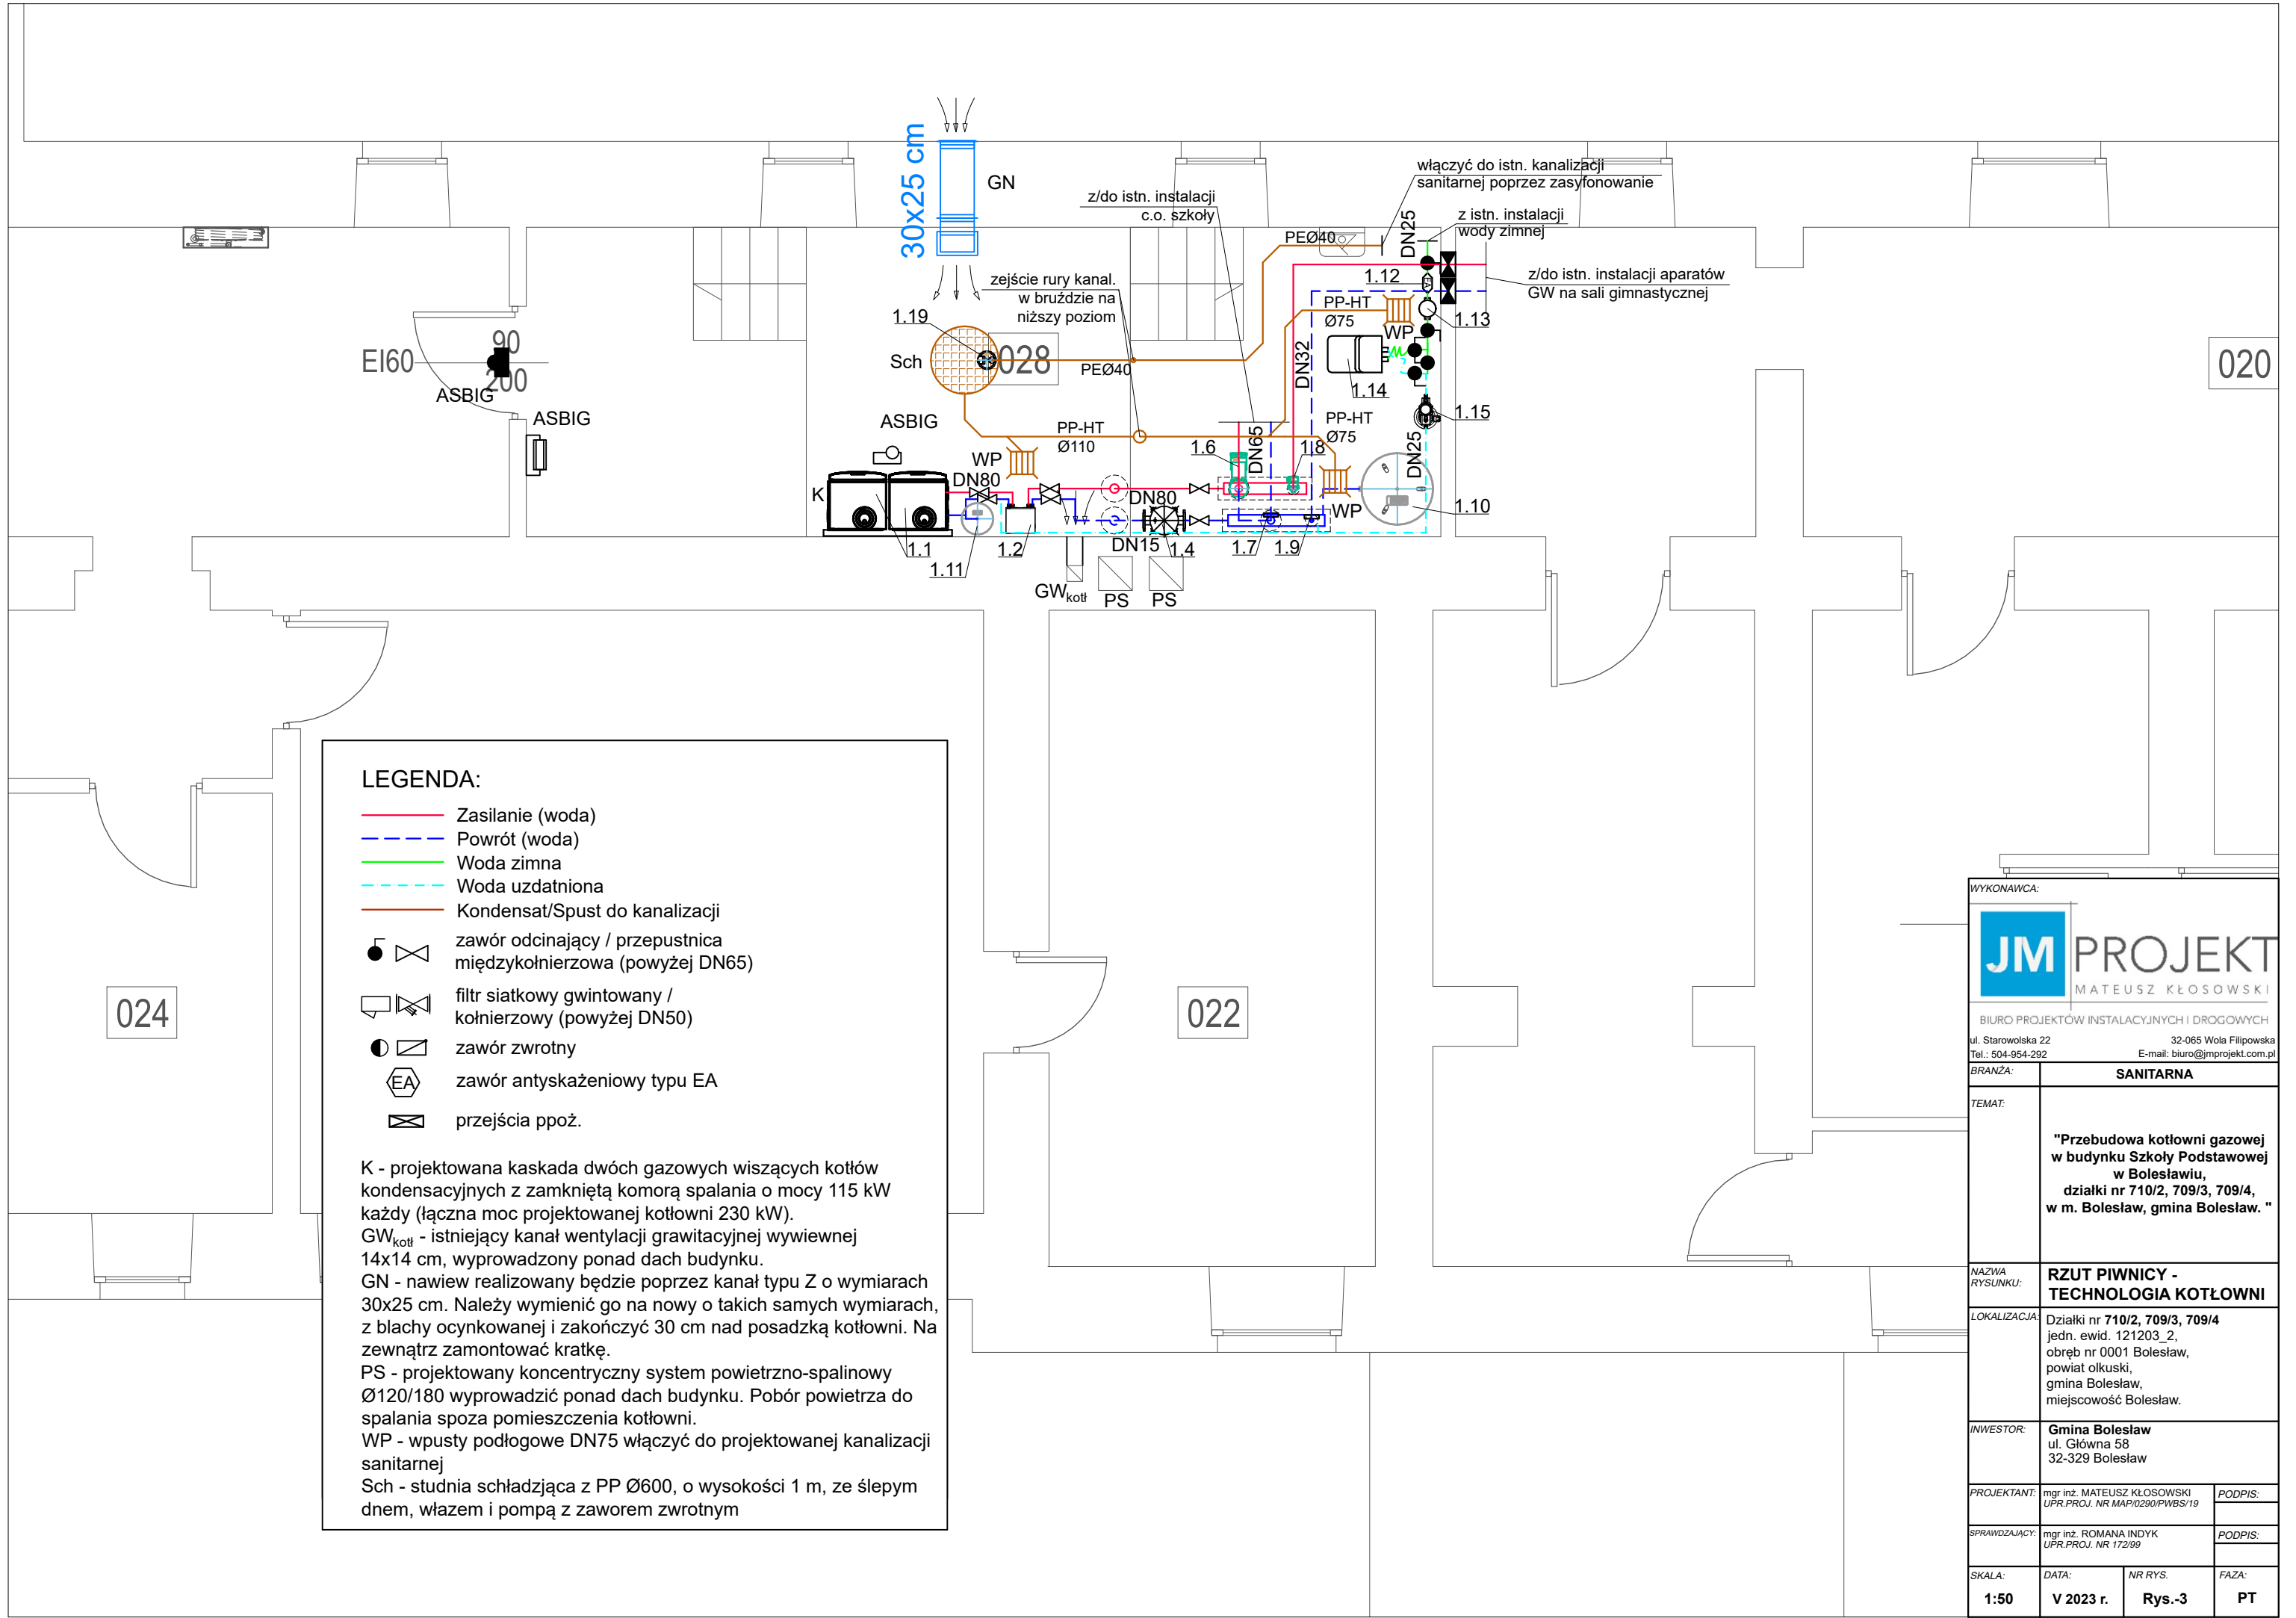 30x25 cm
GN
włączyć do istn. kanalizacji
sanitarnej poprzez zasyfonowanie
z/do istn. instalacji
c.o. szkoły
z istn. instalacji
wody zimnej
DN25
PEØ40
z/do istn. instalacji aparatów
GW na sali gimnastycznej
zejście rury kanal.
w bruździe na
niższy poziom
1.12
EA
1.13
PP-HT
Ø75
WP
1.19
Sch
028
PEØ40
DN32
1.14
1.15
EI60
90
200
ASBIG
ASBIG
ASBIG
020
PP-HT
Ø110
PP-HT
Ø75
1.6
DN65
1.8
DN25
WP
DN80
K
DN80
WP
1.10
1.1
1.11
1.2
DN15
1.4
1.7
1.9
GWkotł
PS
PS
024
022
LEGENDA:
Zasilanie (woda)
Powrót (woda)
Woda zimna
Woda uzdatniona
Kondensat/Spust do kanalizacji
zawór odcinający / przepustnica
międzykołnierzowa (powyżej DN65)
filtr siatkowy gwintowany /
kołnierzowy (powyżej DN50)
zawór zwrotny
EA
zawór antyskażeniowy typu EA
przejścia ppoż.
K - projektowana kaskada dwóch gazowych wiszących kotłów
kondensacyjnych z zamkniętą komorą spalania o mocy 115 kW
każdy (łączna moc projektowanej kotłowni 230 kW).
GWkotł - istniejący kanał wentylacji grawitacyjnej wywiewnej
14x14 cm, wyprowadzony ponad dach budynku.
GN - nawiew realizowany będzie poprzez kanał typu Z o wymiarach
30x25 cm. Należy wymienić go na nowy o takich samych wymiarach,
z blachy ocynkowanej i zakończyć 30 cm nad posadzką kotłowni. Na
zewnątrz zamontować kratkę.
PS - projektowany koncentryczny system powietrzno-spalinowy
Ø120/180 wyprowadzić ponad dach budynku. Pobór powietrza do
spalania spoza pomieszczenia kotłowni.
WP - wpusty podłogowe DN75 włączyć do projektowanej kanalizacji
sanitarnej
Sch - studnia schładzjąca z PP Ø600, o wysokości 1 m, ze ślepym
dnem, włazem i pompą z zaworem zwrotnym
WYKONAWCA:
JM PROJEKT
MATEUSZ KŁOSOWSKI
BIURO PROJEKTÓW INSTALACYJNYCH I DROGOWYCH
ul. Starowolska 22 32-065 Wola Filipowska
Tel.: 504-954-292 E-mail: biuro@jmprojekt.com.pl
BRANŻA: SANITARNA
TEMAT:
"Przebudowa kotłowni gazowej
w budynku Szkoły Podstawowej
w Bolesławiu,
działki nr 710/2, 709/3, 709/4,
w m. Bolesław, gmina Bolesław. "
NAZWA
RYSUNKU:
RZUT PIWNICY -
TECHNOLOGIA KOTŁOWNI
LOKALIZACJA:
Działki nr 710/2, 709/3, 709/4
jedn. ewid. 121203_2,
obręb nr 0001 Bolesław,
powiat olkuski,
gmina Bolesław,
miejscowość Bolesław.
INWESTOR:
Gmina Bolesław
ul. Główna 58
32-329 Bolesław
PROJEKTANT: mgr inż. MATEUSZ KŁOSOWSKI PODPIS:
UPR.PROJ. NR MAP/0290/PWBS/19
SPRAWDZAJĄCY: mgr inż. ROMANA INDYK PODPIS:
UPR.PROJ. NR 172/99
SKALA: DATA: NR RYS. FAZA:
1:50 V 2023 r. Rys.-3 PT